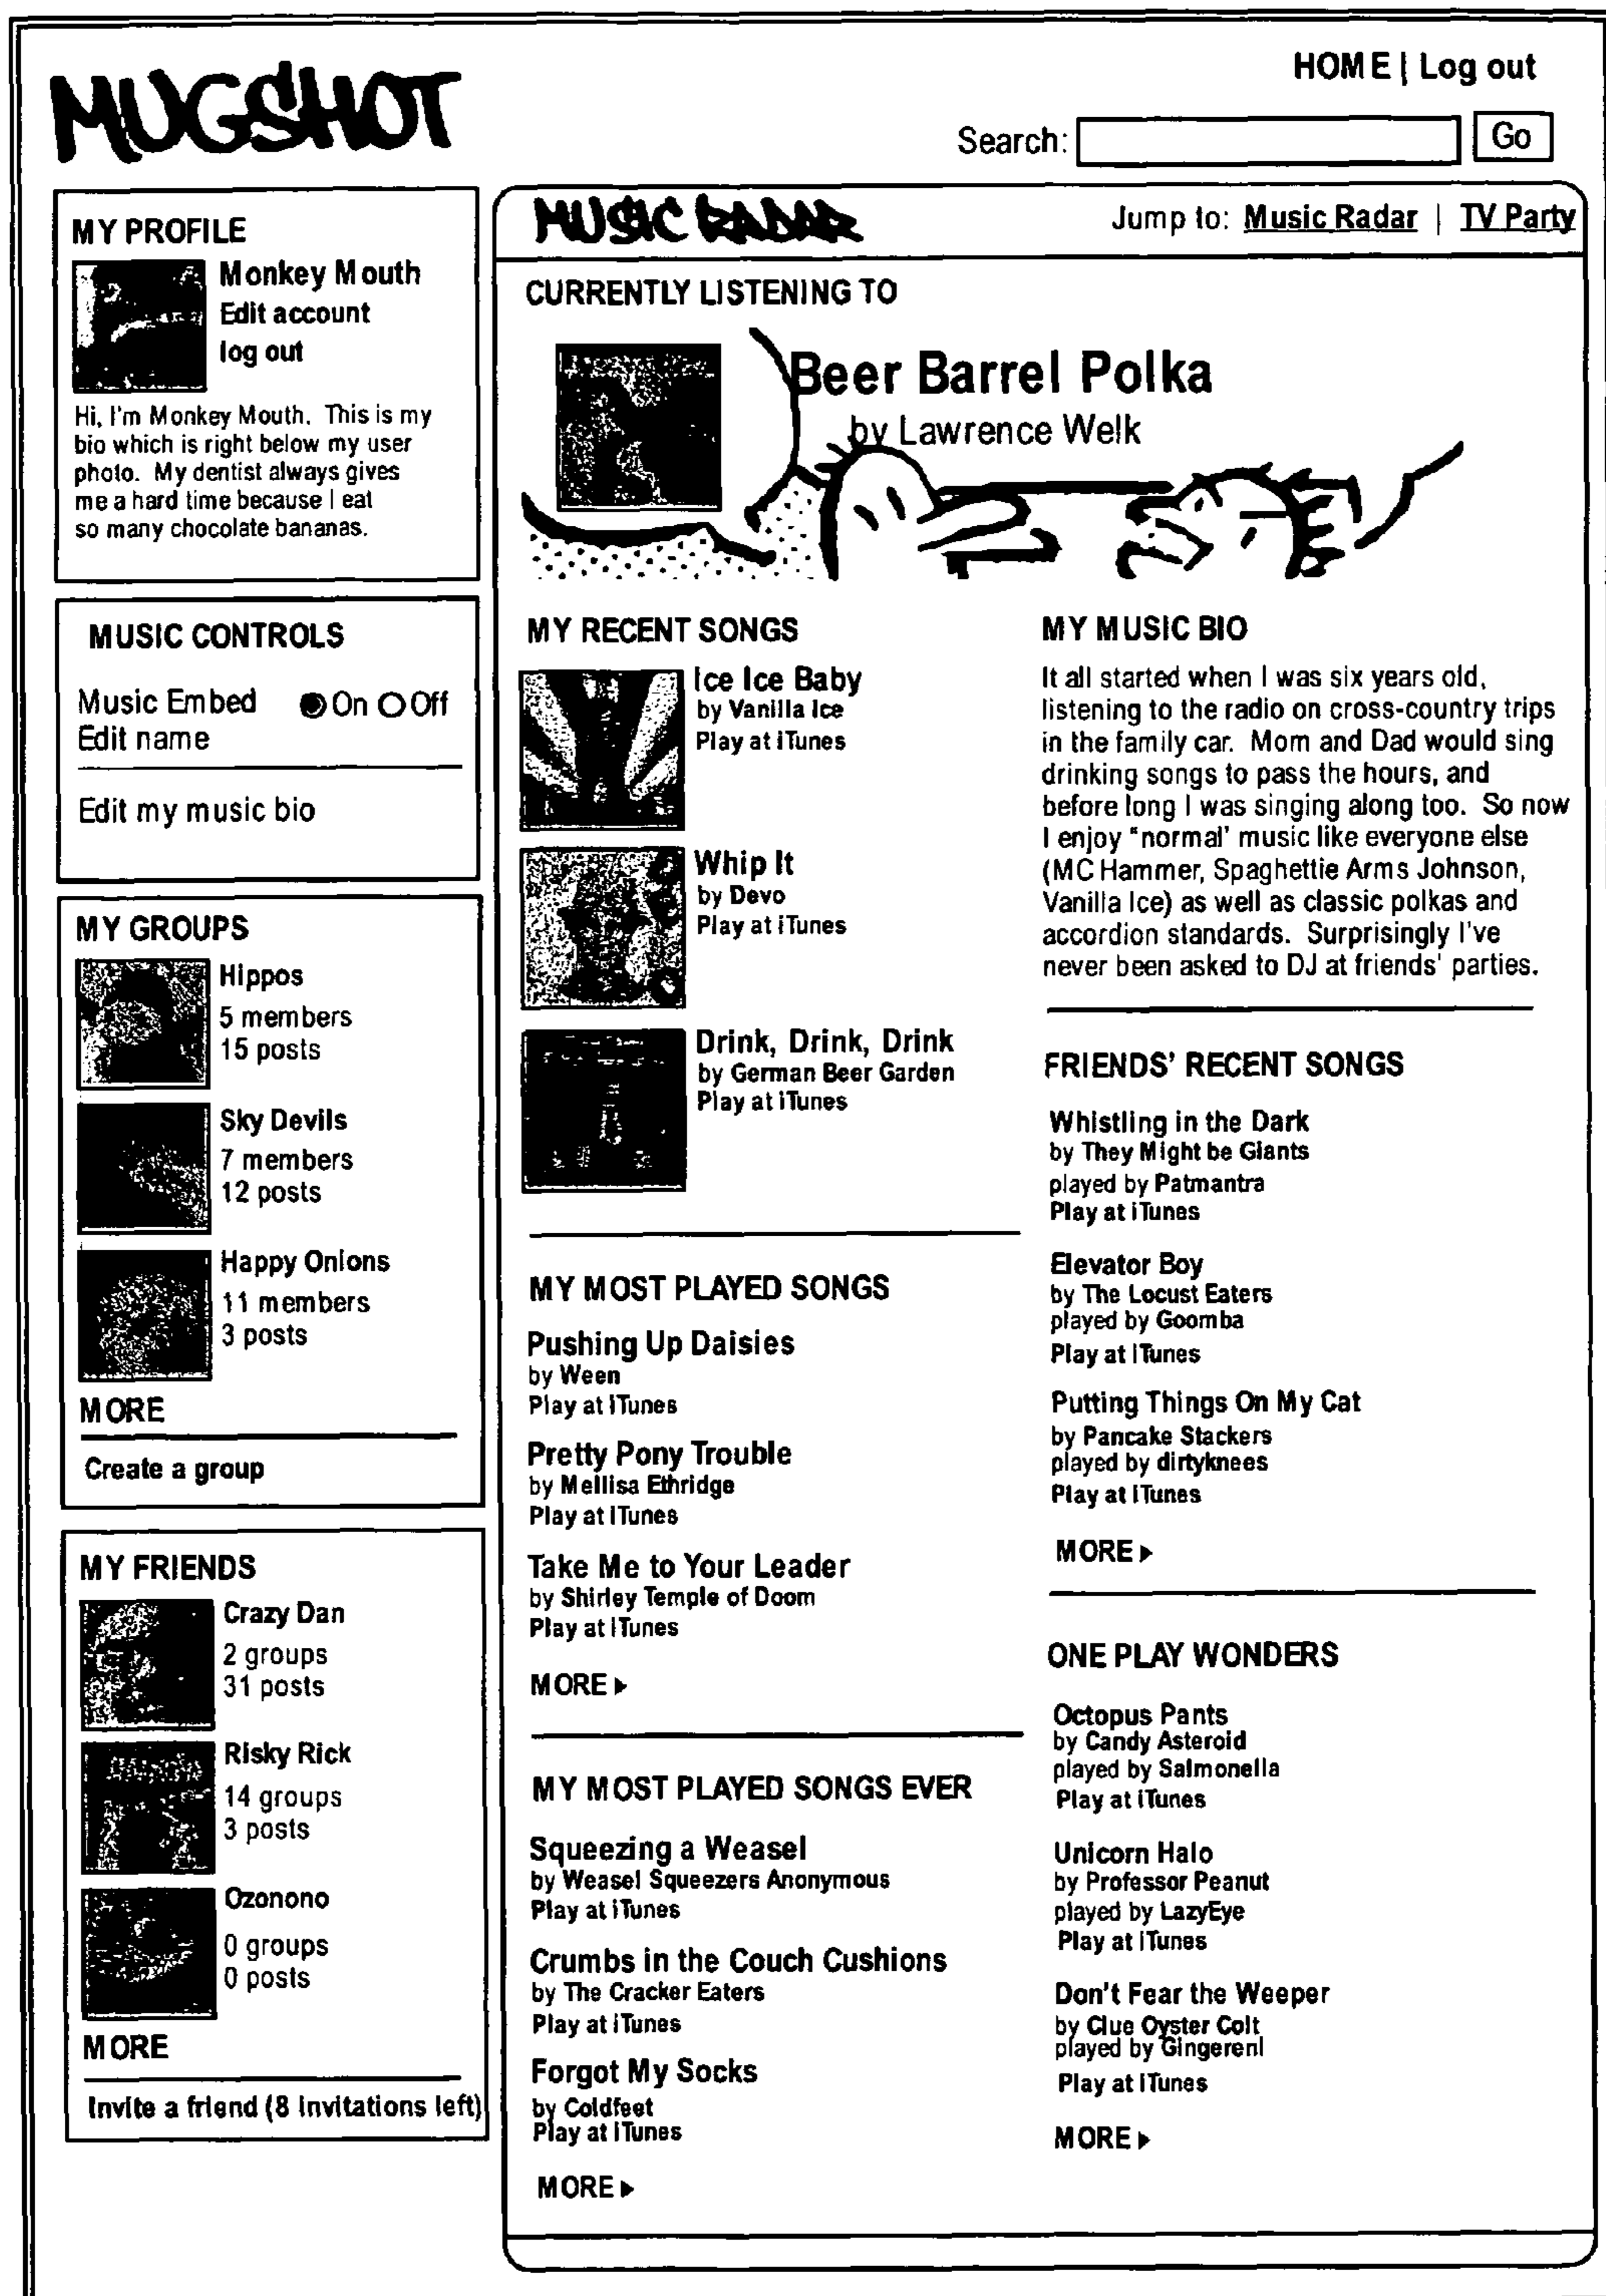 MUGSHOT
HOME | Log out
Search: Go
MY PROFILE
Monkey Mouth
Edit account
log out
Hi, I'm Monkey Mouth. This is my
bio which is right below my user
photo. My dentist always gives
me a hard time because I eat
so many chocolate bananas.
MUSIC CONTROLS
Music Embed On Off
Edit name
Edit my music bio
MY GROUPS
Hippos
5 members
15 posts
Sky Devils
7 members
12 posts
Happy Onions
11 members
3 posts
MORE
Create a group
MY FRIENDS
Crazy Dan
2 groups
31 posts
Risky Rick
14 groups
3 posts
Ozonono
0 groups
0 posts
MORE
Invite a friend (8 invitations left)
MUSIC RADAR
Jump to: Music Radar | TV Party
CURRENTLY LISTENING TO
Beer Barrel Polka
by Lawrence Welk
MY RECENT SONGS
Ice Ice Baby
by Vanilla Ice
Play at iTunes
Whip It
by Devo
Play at iTunes
Drink, Drink, Drink
by German Beer Garden
Play at iTunes
MY MOST PLAYED SONGS
Pushing Up Daisies
by Ween
Play at iTunes
Pretty Pony Trouble
by Mellisa Ethridge
Play at iTunes
Take Me to Your Leader
by Shirley Temple of Doom
Play at iTunes
MORE
MY MOST PLAYED SONGS EVER
Squeezing a Weasel
by Weasel Squeezers Anonymous
Play at iTunes
Crumbs in the Couch Cushions
by The Cracker Eaters
Play at iTunes
Forgot My Socks
by Coldfeet
Play at iTunes
MORE
MY MUSIC BIO
It all started when I was six years old,
listening to the radio on cross-country trips
in the family car. Mom and Dad would sing
drinking songs to pass the hours, and
before long I was singing along too. So now
I enjoy "normal' music like everyone else
(MC Hammer, Spaghettie Arms Johnson,
Vanilla Ice) as well as classic polkas and
accordion standards. Surprisingly I've
never been asked to DJ at friends' parties.
FRIENDS' RECENT SONGS
Whistling in the Dark
by They Might be Giants
played by Patmantra
Play at iTunes
Elevator Boy
by The Locust Eaters
played by Goomba
Play at iTunes
Putting Things On My Cat
by Pancake Stackers
played by dirtyknees
Play at iTunes
MORE
ONE PLAY WONDERS
Octopus Pants
by Candy Asteroid
played by Salmonella
Play at iTunes
Unicorn Halo
by Professor Peanut
played by LazyEye
Play at iTunes
Don't Fear the Weeper
by Clue Oyster Colt
played by Gingerenl
Play at iTunes
MORE